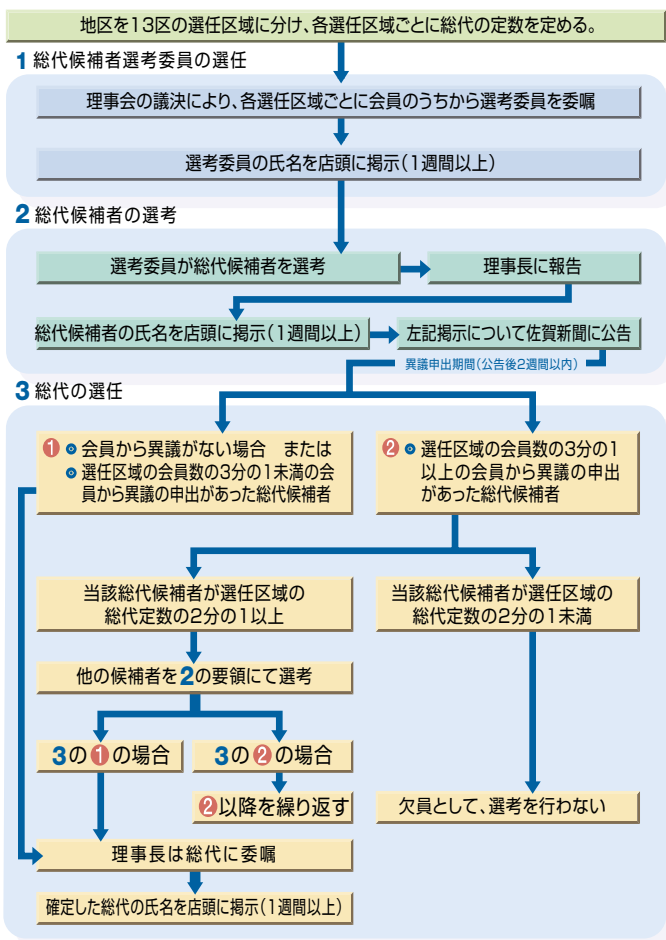 地区を13区の選任区域に分け、各選任区域ごとに総代の定数を定める。
1 総代候補者選考委員の選任
理事会の議決により、各選任区域ごとに会員のうちから選考委員を委嘱
選考委員の氏名を店頭に掲示（1週間以上）
2 総代候補者の選考
選考委員が総代候補者を選考
理事長に報告
総代候補者の氏名を店頭に掲示（1週間以上）
左記掲示について佐賀新聞に公告
異議申出期間（公告後2週間以内）
3 総代の選任
❶ ◎ 会員から異議がない場合　または
◎ 選任区域の会員数の3分の1未満の会
員から異議の申出があった総代候補者
❷ ◎ 選任区域の会員数の3分の1
以上の会員から異議の申出
があった総代候補者
当該総代候補者が選任区域の
総代定数の2分の1以上
当該総代候補者が選任区域の
総代定数の2分の1未満
他の候補者を2の要領にて選考
3の❶の場合
3の❷の場合
❷以降を繰り返す
欠員として、選考を行わない
理事長は総代に委嘱
確定した総代の氏名を店頭に掲示（1週間以上）